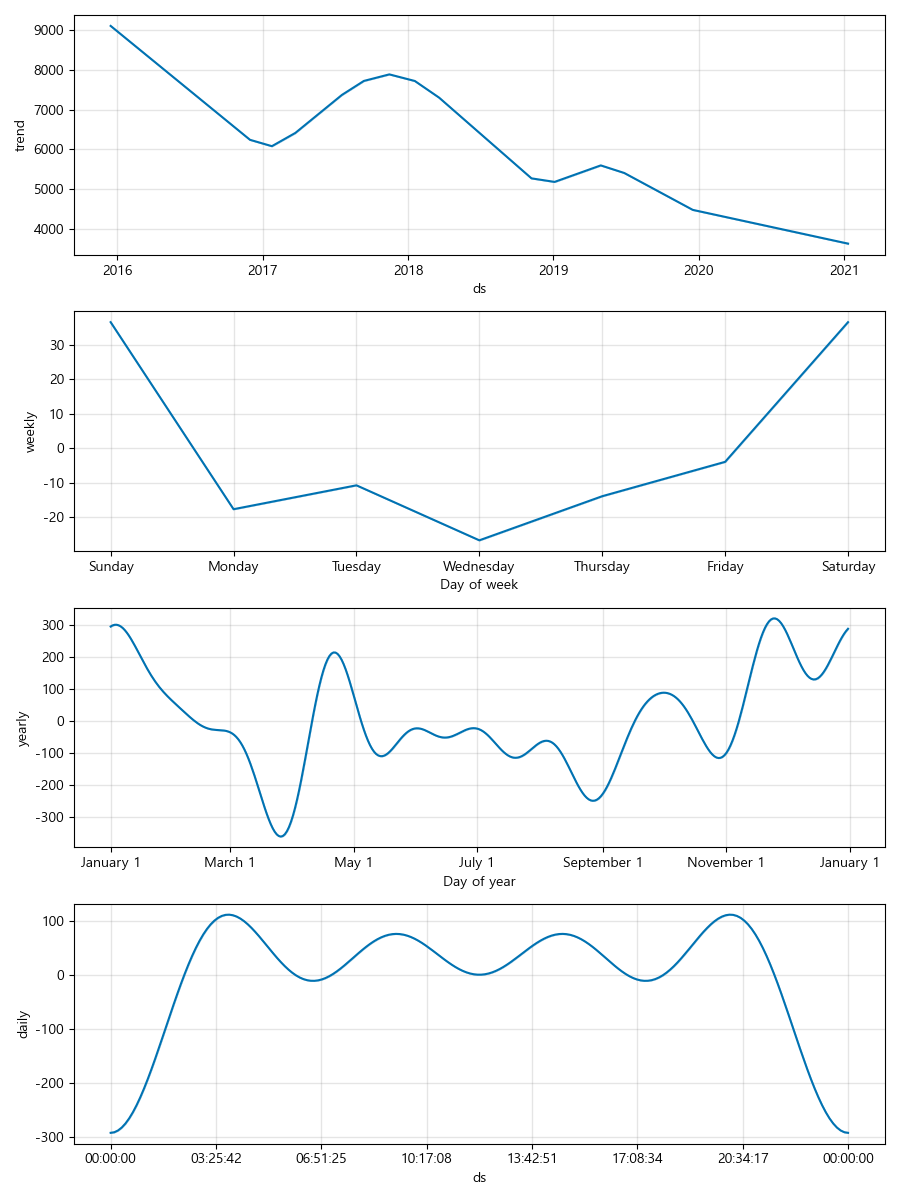 9000
8000
7000
6000
5000
4000
trend
2016 2017 2018 2019 2020 2021
ds
30
20
10
0
-10
-20
weekly
Sunday Monday Tuesday Wednesday Thursday Friday Saturday
Day of week
300
200
100
0
-100
-200
-300
yearly
January 1 March 1 May 1 July 1 September 1 November 1 January 1
Day of year
100
0
-100
-200
-300
daily
00:00:00 03:25:42 06:51:25 10:17:08 13:42:51 17:08:34 20:34:17 00:00:00
ds